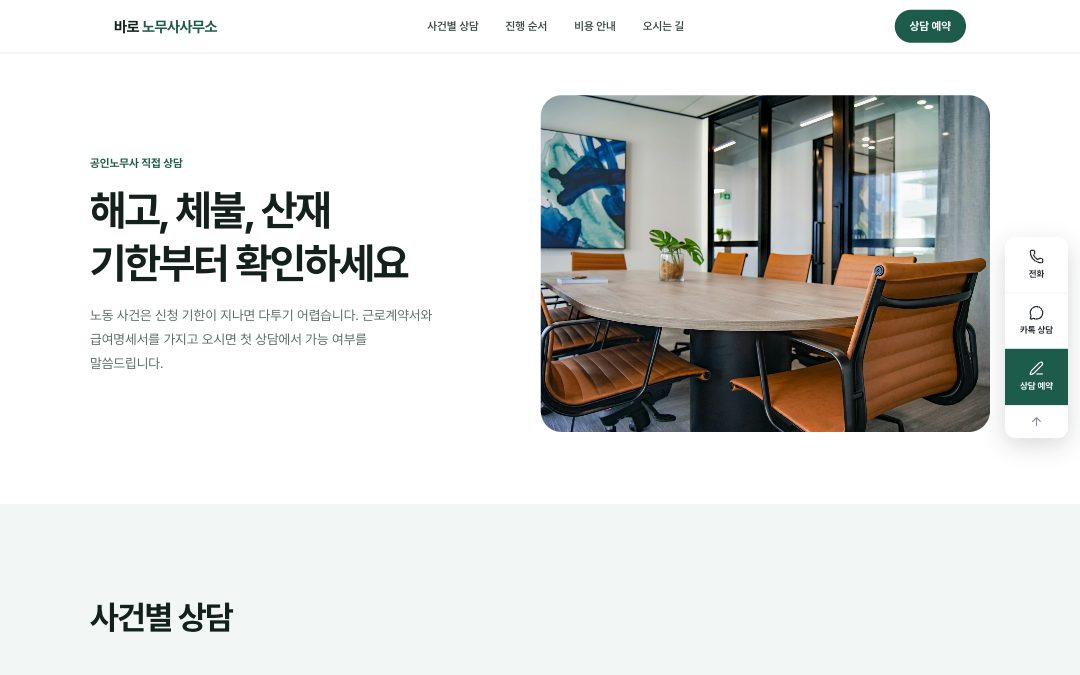 바로 노무사사무소
사건별 상담
진행 순서
비용 안내
오시는 길
상담 예약
공인노무사 직접 상담
해고, 체불, 산재
기한부터 확인하세요
노동 사건은 신청 기한이 지나면 다투기 어렵습니다. 근로계약서와
급여명세서를 가지고 오시면 첫 상담에서 가능 여부를
말씀드립니다.
전화
카톡 상담
상담 예약
사건별 상담